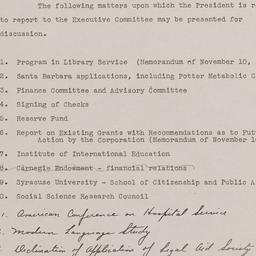 The following matters upon which the President is
to report to the Executive Committee may be presented for
discussion.
1. Program in Library Service (Memorandum of November 10,
2. Santa Barbara applications, including Potter Metabolic
3. Finance Committee and Advisory Committee
4. Signing of Checks
5. Reserve Fund
6. Report on Existing Grants with Recommendations as to
Action by the Corporation (Memorandum of November
7. Institute of International Education
8. Carnegie Endowment - financial relations
9. Syracuse University - School of Citizenship and Public
0. Social Science Research Council
1. American Conference on Hospital Service
2. Modern Language Study
Declination of Application of Legal Aid Society